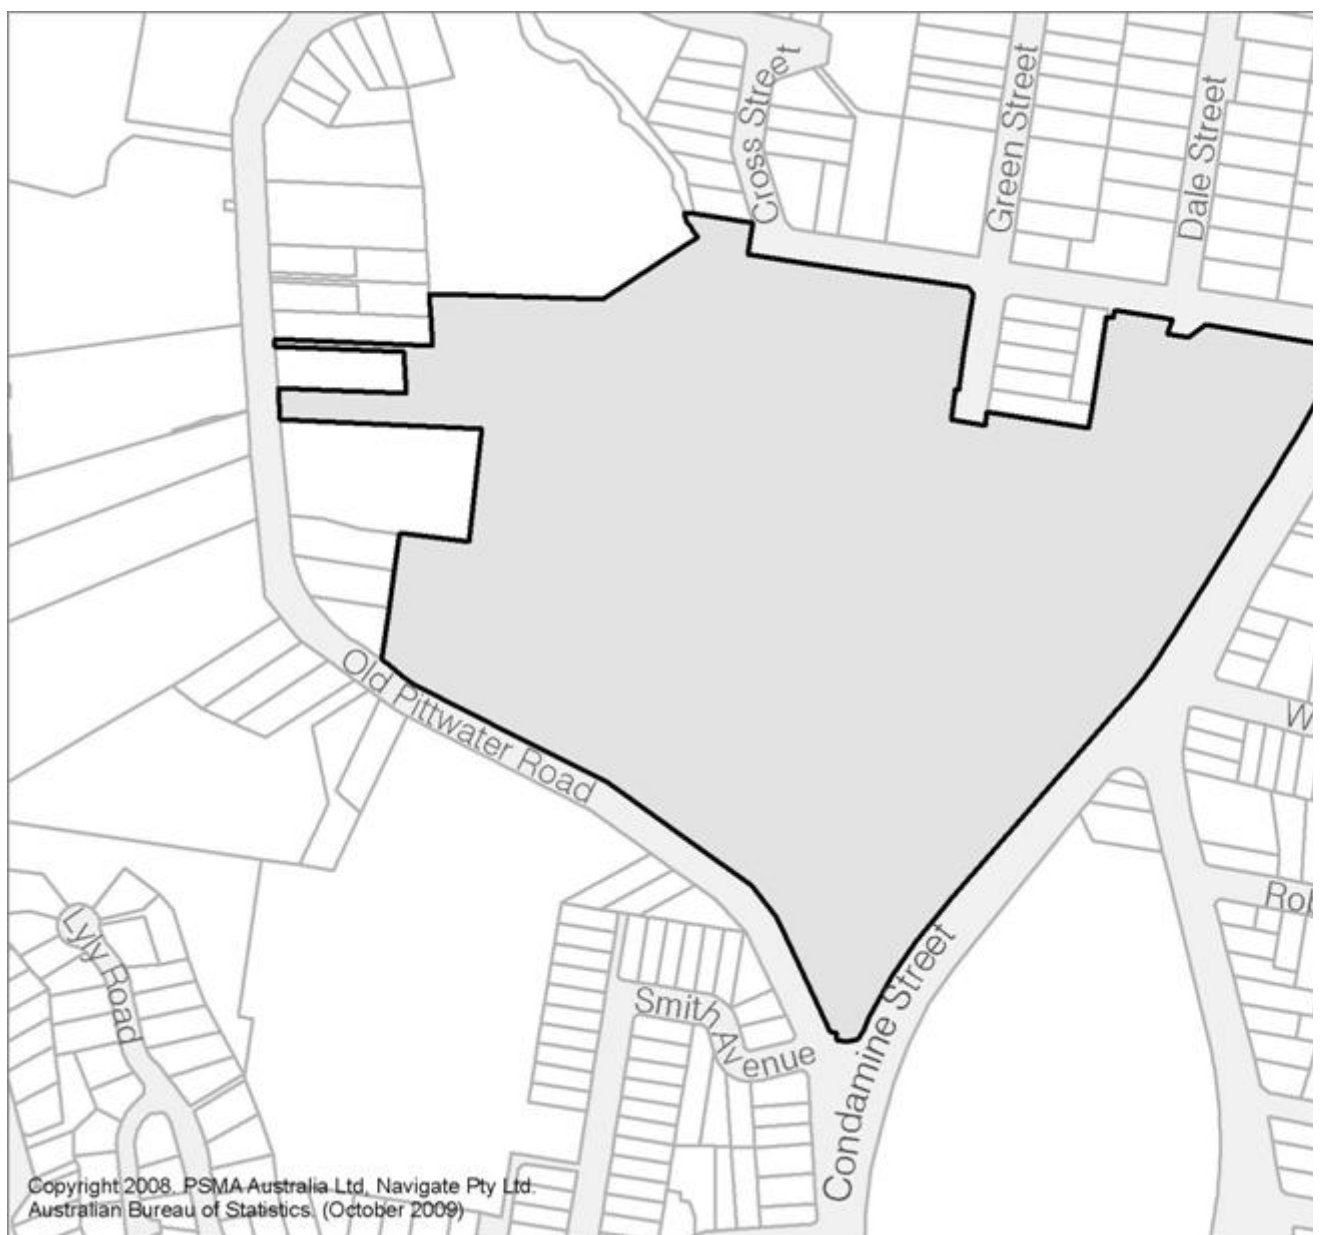 Cross Street
Green Street
Dale Street
Old Pittwater Road
W
Rob
Lyly Road
Smith Avenue
Condamine Street
Copyright 2008. PSMA Australia Ltd, Navigate Pty Ltd.
Australian Bureau of Statistics. (October 2009)